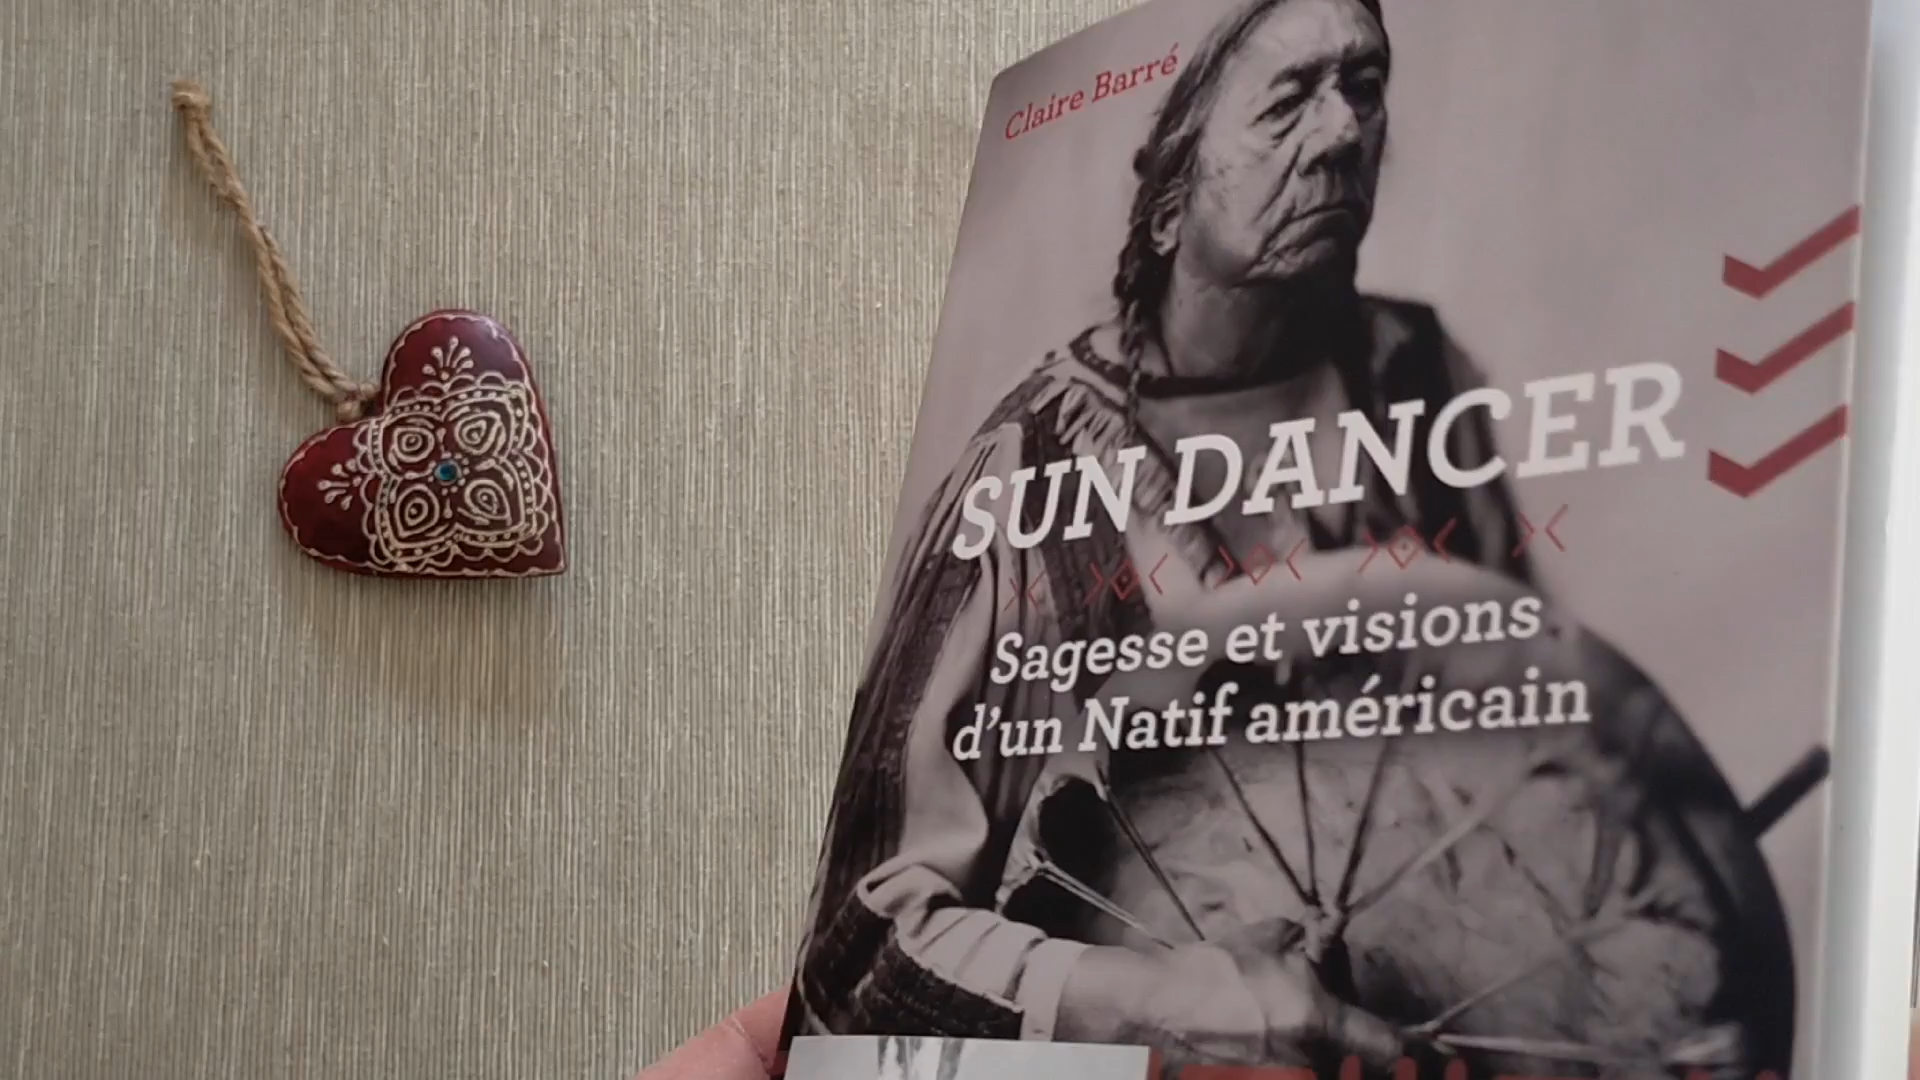 Claire Barré
SUN DANCER
Sagesse et visions
d'un Natif américain